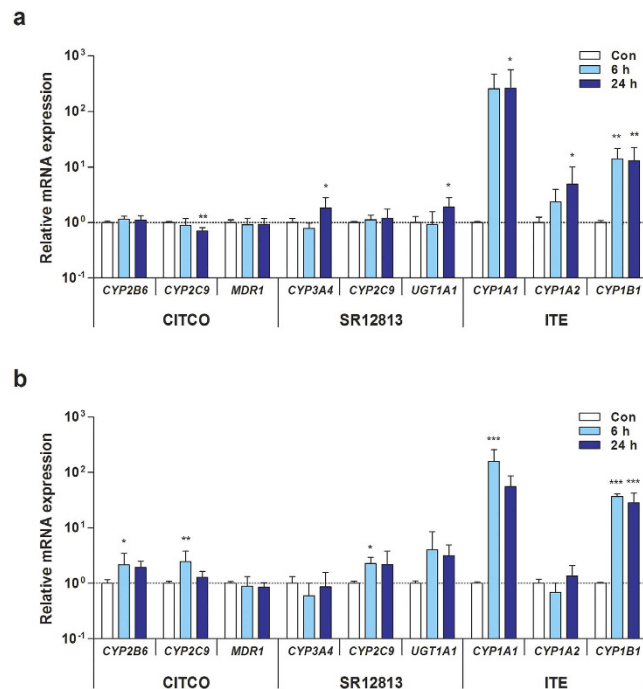 a
Relative mRNA expression
10³
10²
10¹
10⁰
10⁻¹
Con
6 h
24 h
**
*
*
*
*
**
**
CYP2B6 CYP2C9 MDR1 CYP3A4 CYP2C9 UGT1A1 CYP1A1 CYP1A2 CYP1B1
CITCO SR12813 ITE
b
Relative mRNA expression
10³
10²
10¹
10⁰
10⁻¹
Con
6 h
24 h
*
**
*
***
***
***
CYP2B6 CYP2C9 MDR1 CYP3A4 CYP2C9 UGT1A1 CYP1A1 CYP1A2 CYP1B1
CITCO SR12813 ITE